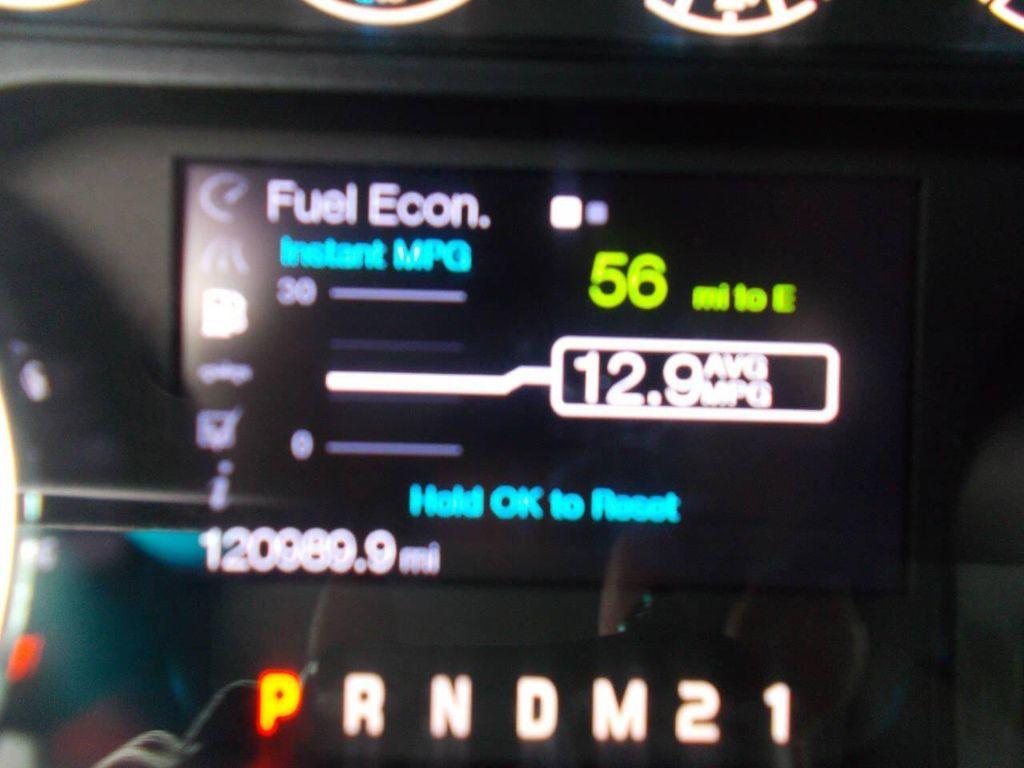 Fuel Econ.
Instant MPG
30
56 mi to E
12.9 AVG MPG
0
Hold OK to Reset
120989.9 mi
P R N D M 2 1